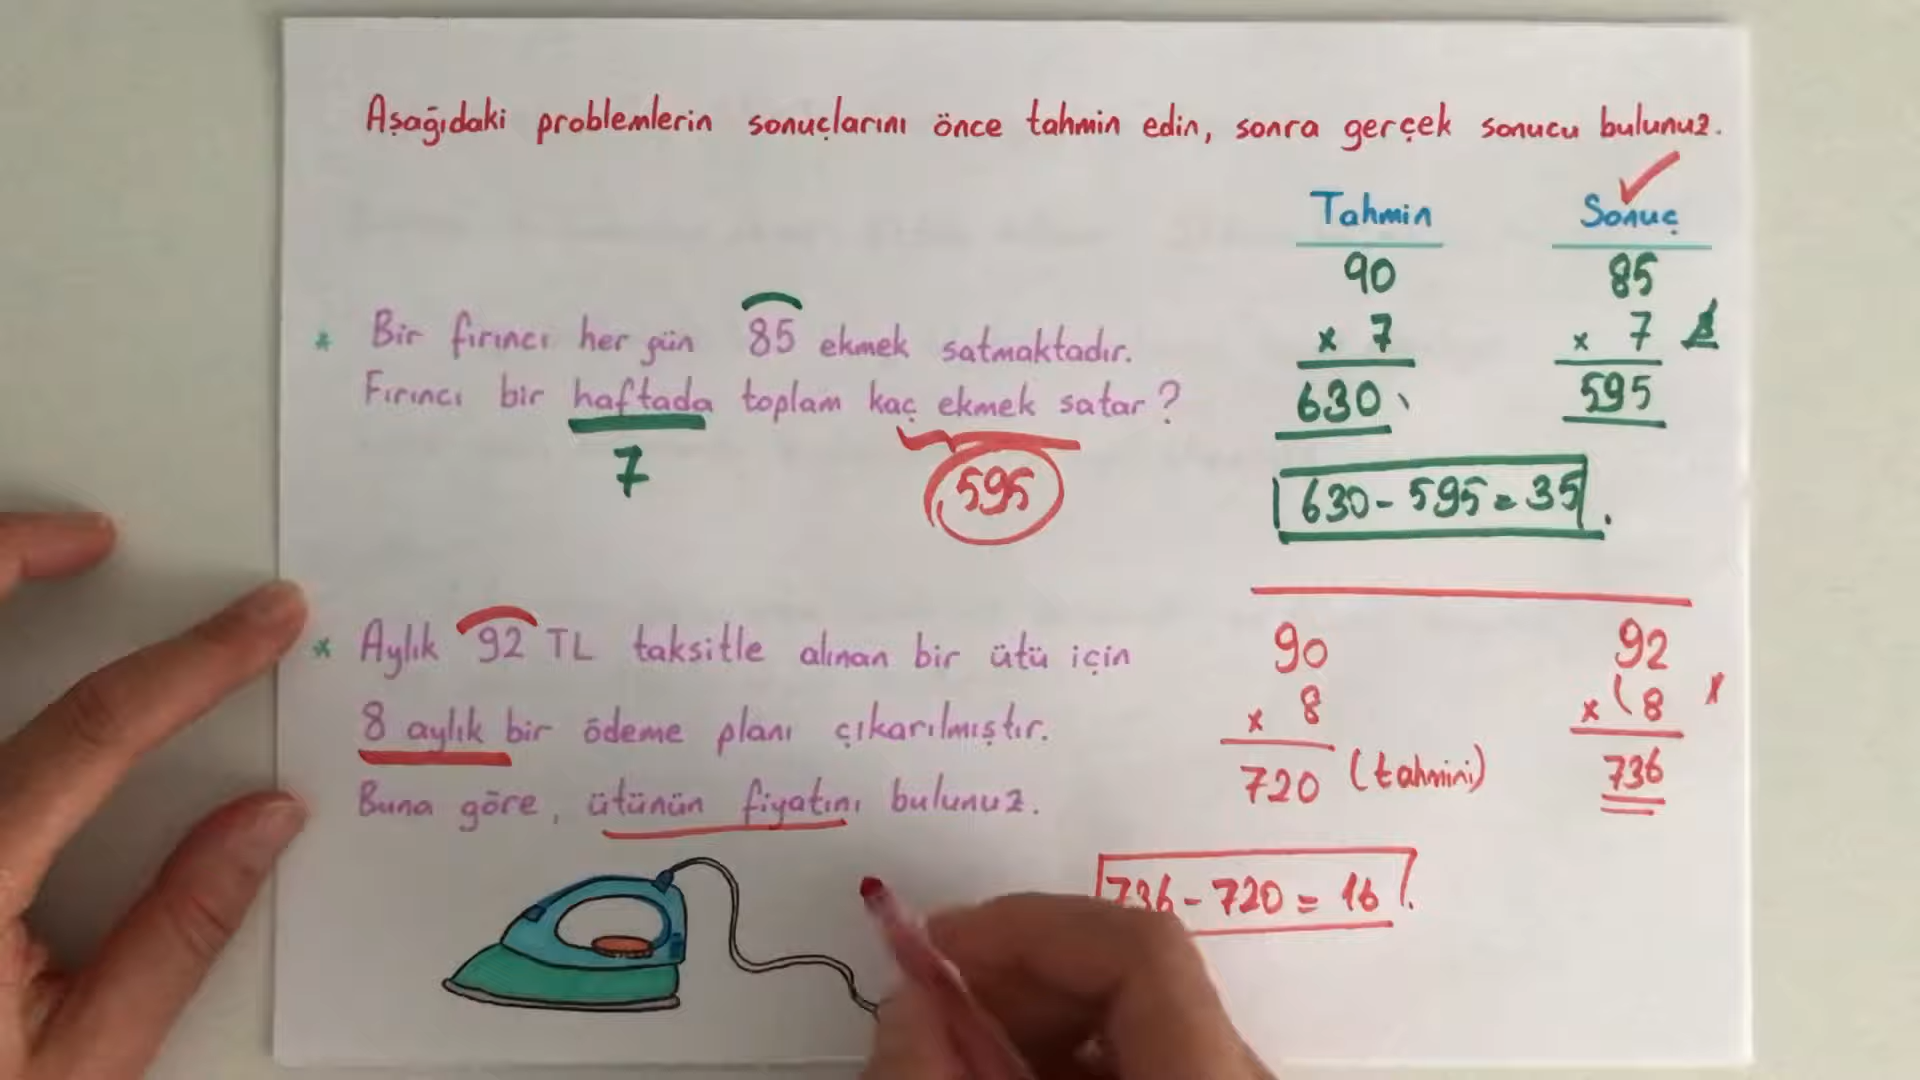 Aşağıdaki problemlerin sonuçlarını önce tahmin edin, sonra gerçek sonucu bulunuz.
Tahmin
90
x 7
630
Sonuç
85
x 7
595
630 - 595 = 35
* Bir fırıncı her gün 85 ekmek satmaktadır.
Fırıncı bir haftada toplam kaç ekmek satar?
7
595
* Aylık 92 TL taksitle alınan bir ütü için
8 aylık bir ödeme planı çıkarılmıştır.
Buna göre, ütünün fiyatını bulunuz.
90
x 8
720 (tahmini)
92
x 8
736
736 - 720 = 16